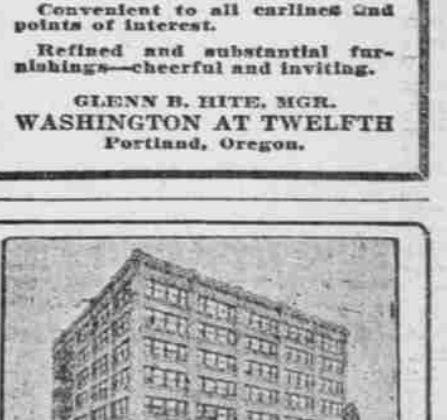 Convenient to all carlines and
points of interest.
Refined and substantial fur-
nishings—cheerful and inviting.
GLENN B. HITE, MGR.
WASHINGTON AT TWELFTH
Portland, Oregon.